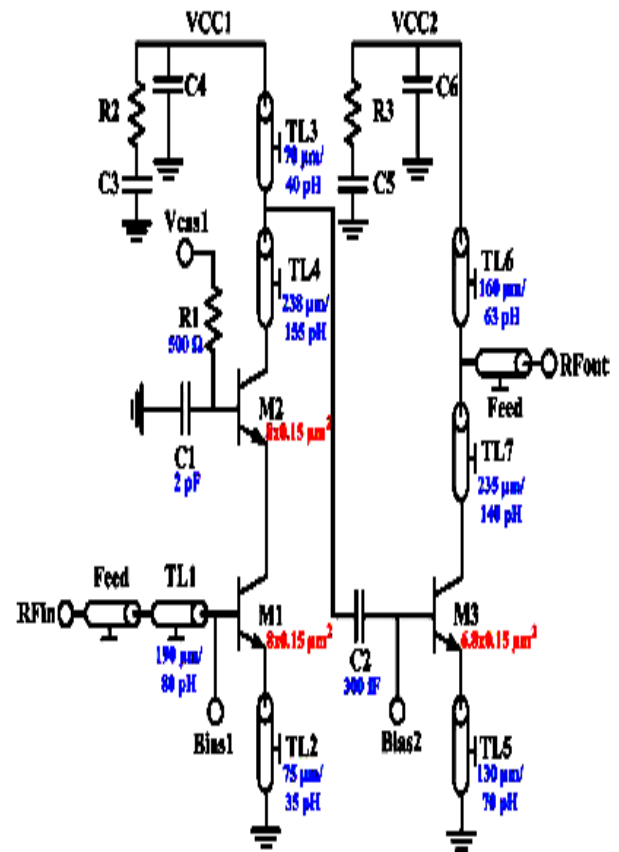 VCC1
VCC2
R2
C4
C3
TL3
70 μm/
40 pH
R3
C6
C5
Vcas1
R1
500 Ω
TL4
238 μm/
155 pH
TL6
160 μm/
63 pH
RFout
Feed
M2
8x0.15 μm²
C1
2 pF
TL7
235 μm/
140 pH
Feed
TL1
RFin
190 μm/
80 pH
M1
8x0.15 μm²
C2
300 fF
M3
6.8x0.15 μm²
Bias1
TL2
75 μm/
35 pH
Bias2
TL5
130 μm/
70 pH